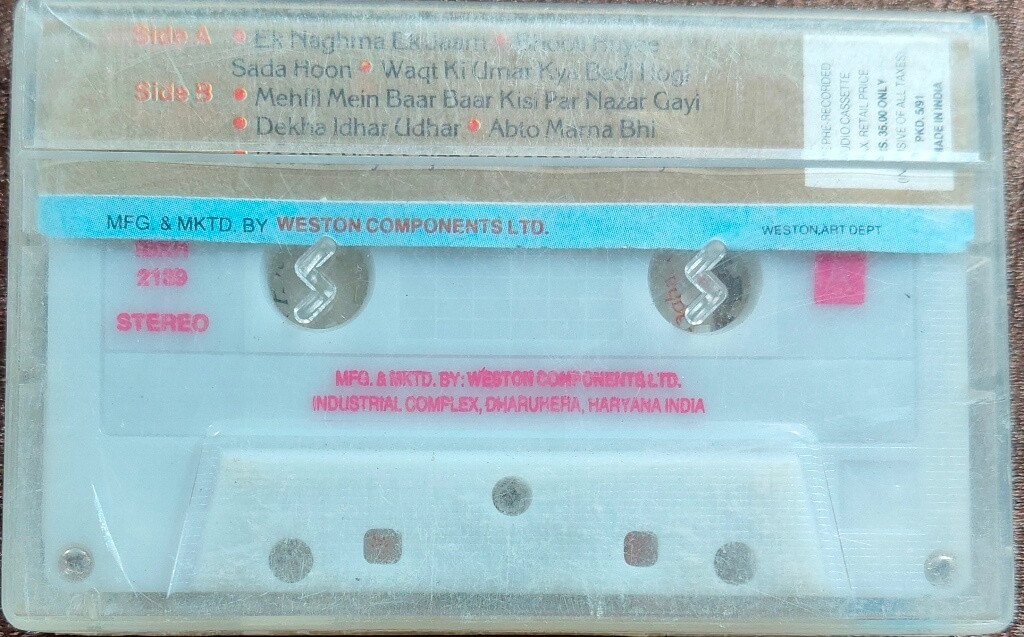 Side A • Ek Naghma Ek Jaam • Bhooli Huyee
Sada Hoon • Waqt Ki Umar Kya Badi Hogi
Side B • Mehfil Mein Baar Baar Kisi Par Nazar Gayi
• Dekha Idhar Udhar • Abto Marna Bhi
PRE-RECORDED
AUDIO CASSETTE
X RETAIL PRICE
S. 35.00 ONLY
SIVE OF ALL TAXES
PKD. 5/91
MADE IN INDIA
MFG. & MKTD. BY WESTON COMPONENTS LTD.
WESTON, ART DEPT
2189
STEREO
MFG. & MKTD. BY: WESTON COMPONENTS LTD.
INDUSTRIAL COMPLEX, DHARUHERA, HARYANA INDIA